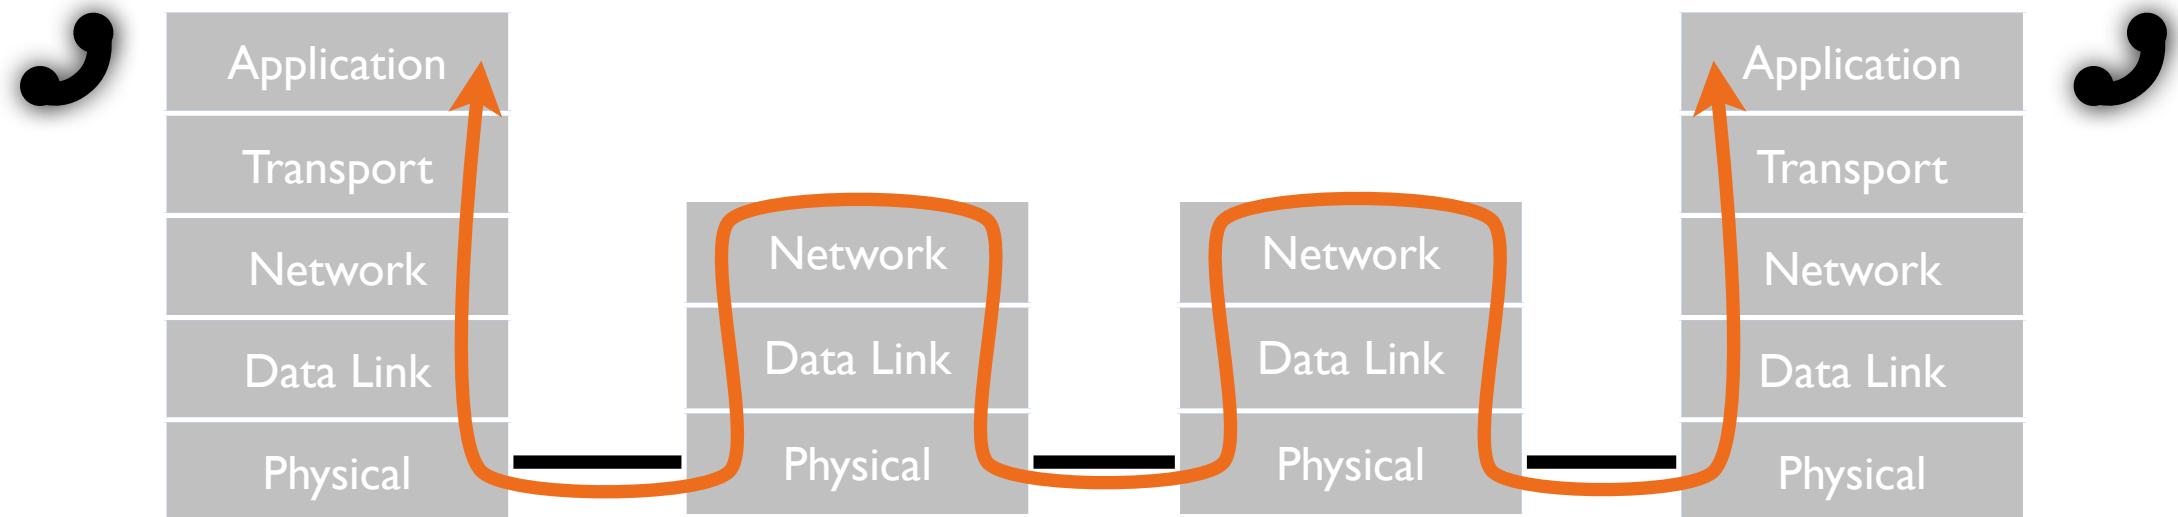 Application
Transport
Network
Data Link
Physical
Network
Data Link
Physical
Network
Data Link
Physical
Application
Transport
Network
Data Link
Physical